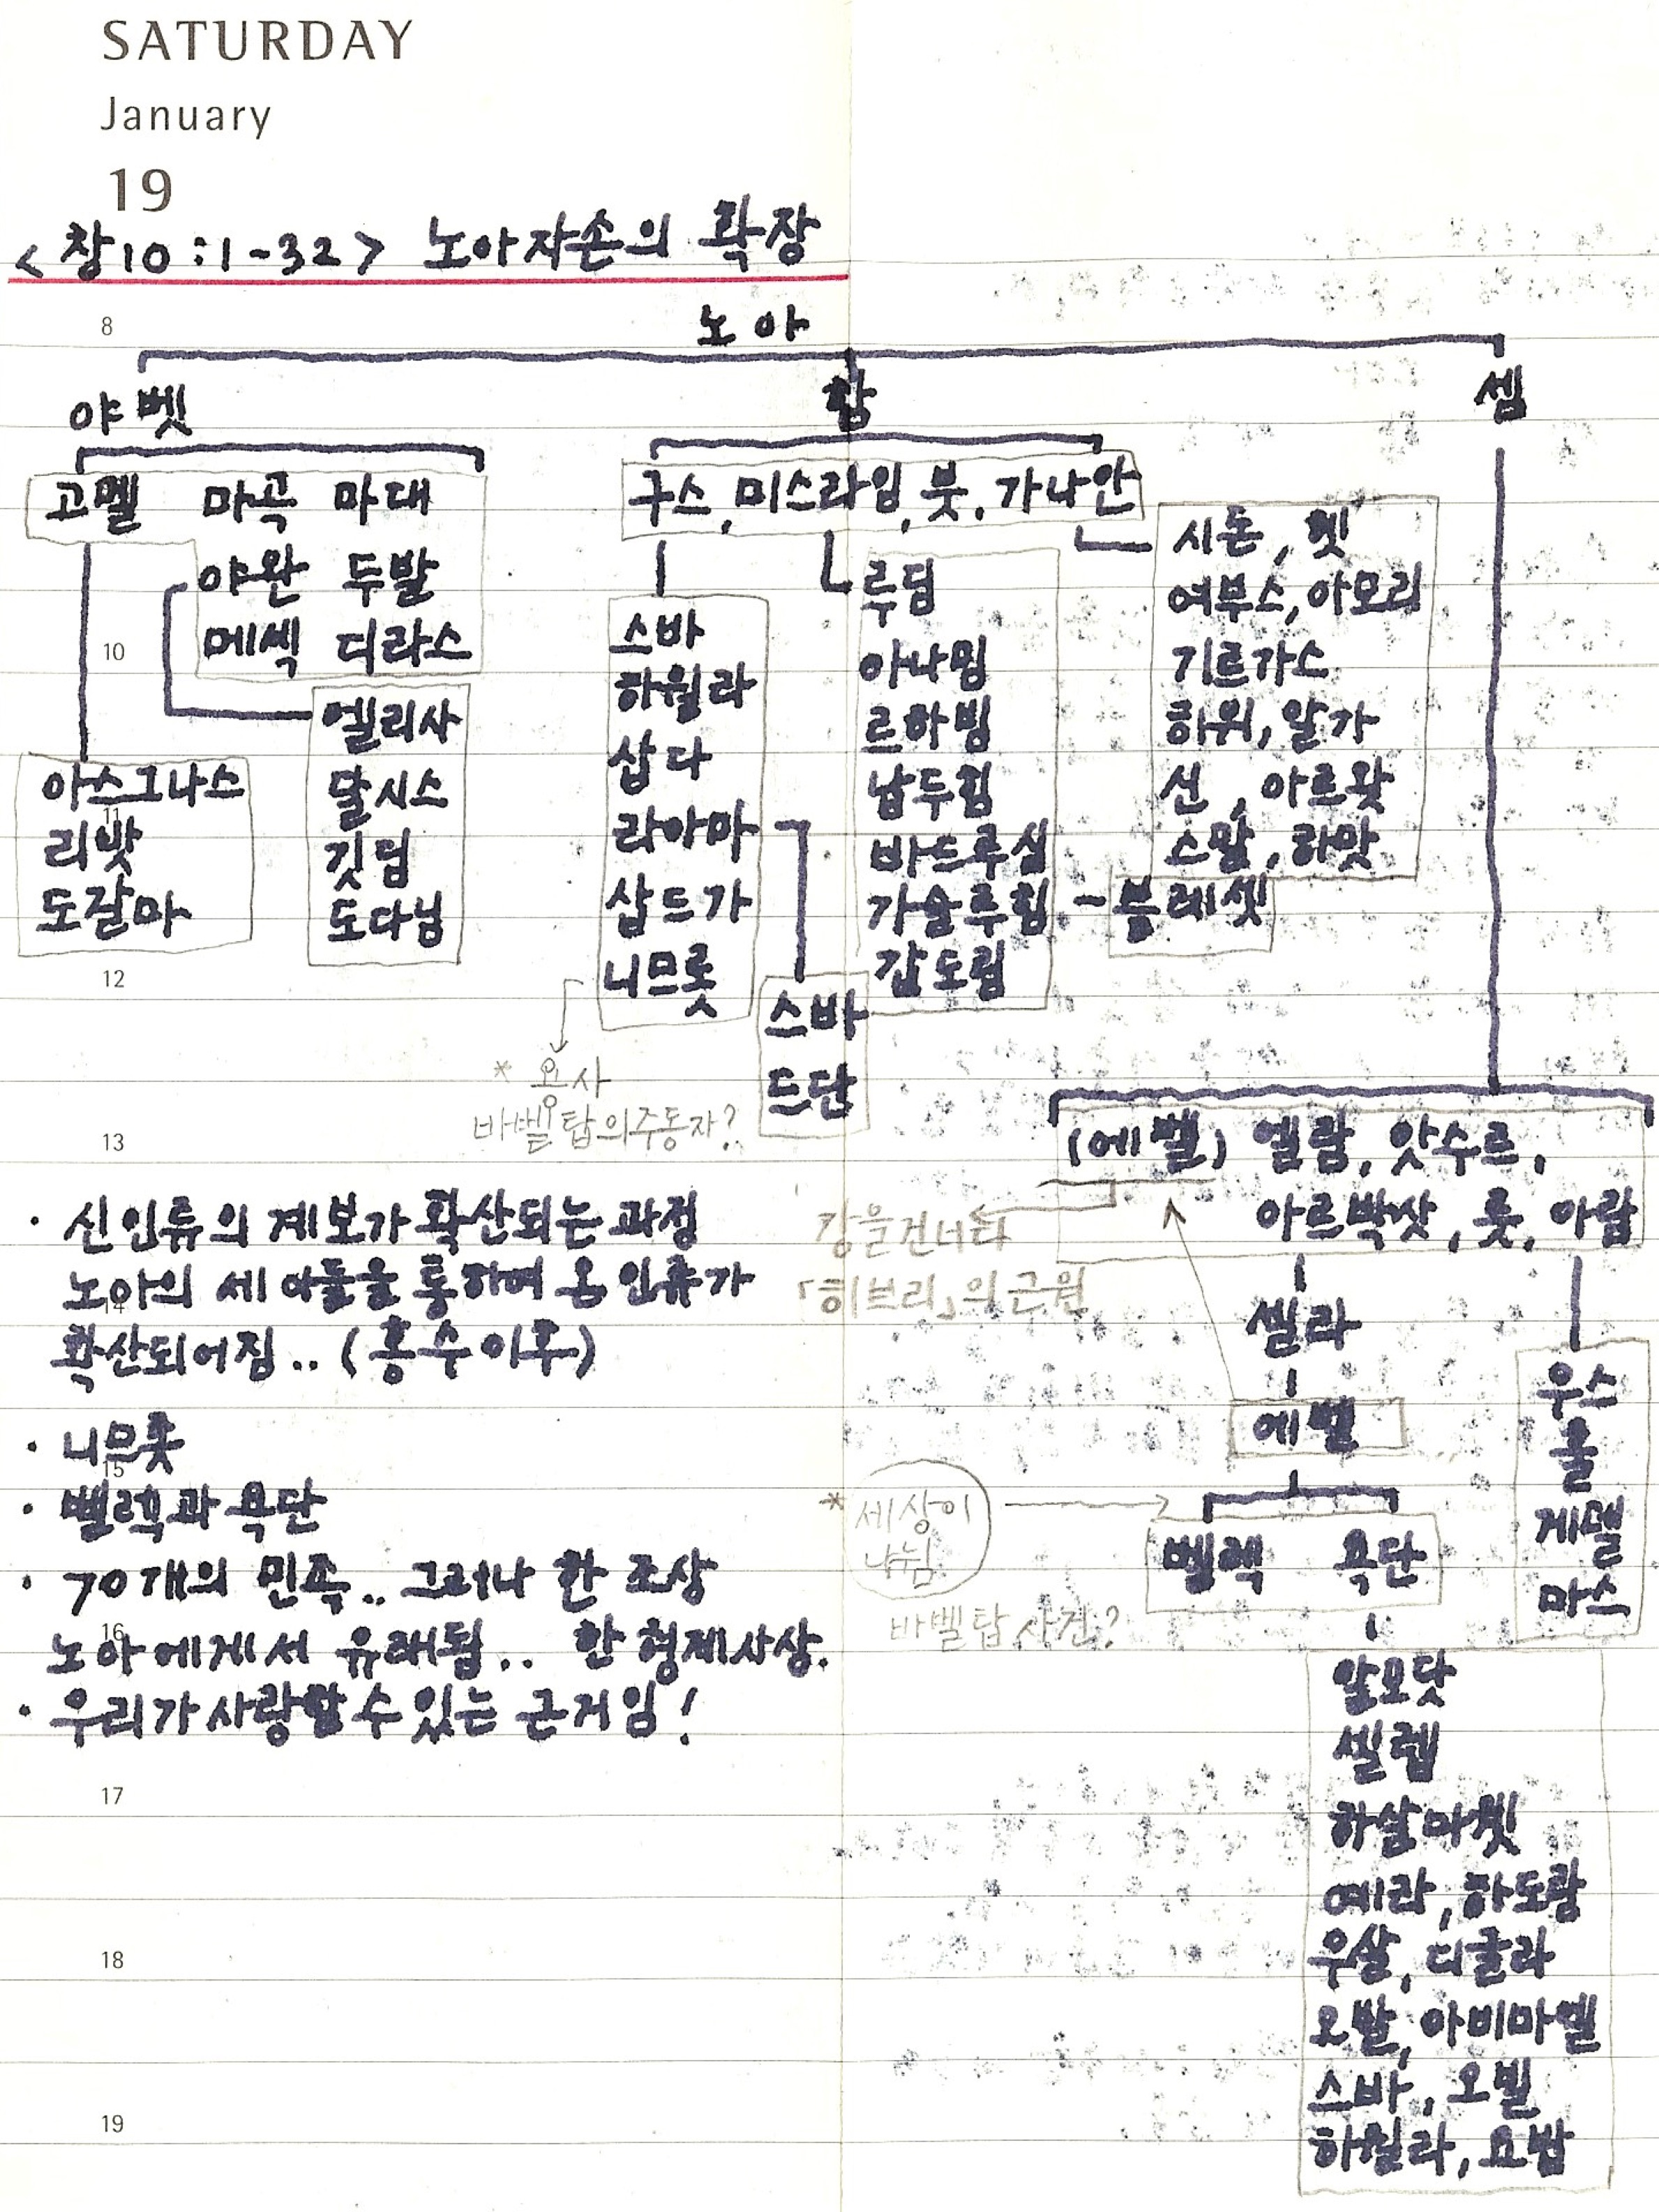 SATURDAY
January
19
<창10:1-32> 노아자손의 확장
8
노아
야벳 함 셈
고멜 마곡 마대
야완 두발
10
메섹 디라스
엘리사
달시스
깃딤
도다님
아스그나스
11
리밧
도갈마
구스, 미스라임, 붓, 가나안
스바
하윌라
삽다
라아마
삽드가
니므롯
스바
드단
루딤
아나밈
르하빔
납두힘
바드루심
가슬루힘 - 블레셋
갑도림
시돈, 헷
여부스, 아모리
기르가스
히위, 알가
신, 아르왓
스말, 하맛
12
* 용사
바벨탑의주동자?
13
(에벨) 엘람, 앗수르,
아르박삿, 룻, 아람
강을건너라
「히브리」의 근원
셀라
에벨
벨렉 욕단
* 세상이
나뉨
바벨탑 사건?
우스
훌
게델
마스
알모닷
셀렙
하살마웻
예라, 하도람
우살, 디글라
오발, 아비마엘
스바, 오빌
하윌라, 요밥
· 신인류의 계보가 확산되는 과정
노아의 세 아들을 통하여 온 인류가
14
확산되어짐.. (홍수이후)
· 니므롯
15
· 벨렉과 욕단
· 70개의 민족.. 그러나 한 조상
16
노아에게서 유래됨.. 한 형제사상.
· 우리가 사랑할 수 있는 근거임!
17
18
19